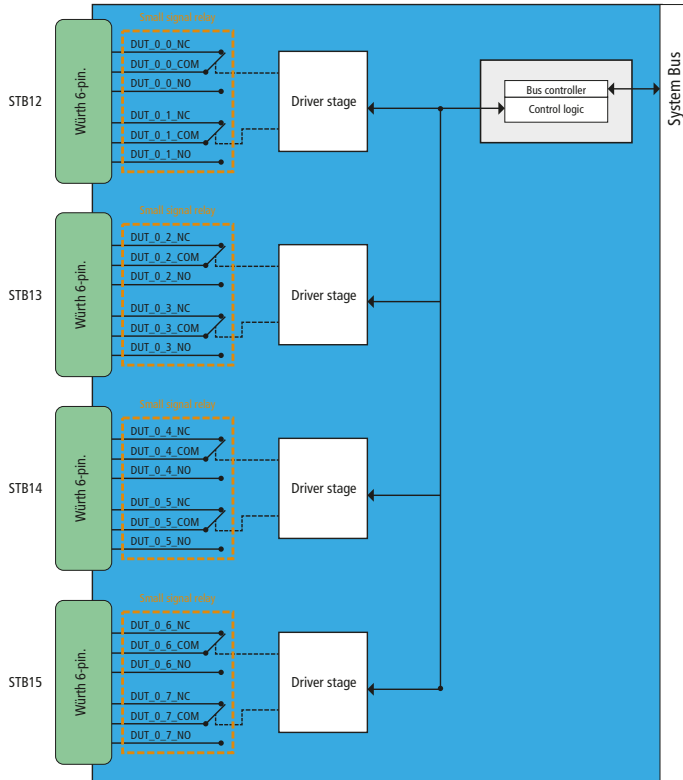 Small signal relay
STB12
Würth 6-pin.
DUT_0_0_NC
DUT_0_0_COM
DUT_0_0_NO
DUT_0_1_NC
DUT_0_1_COM
DUT_0_1_NO
Driver stage
Bus controller
Control logic
System Bus
Small signal relay
STB13
Würth 6-pin.
DUT_0_2_NC
DUT_0_2_COM
DUT_0_2_NO
DUT_0_3_NC
DUT_0_3_COM
DUT_0_3_NO
Driver stage
Small signal relay
STB14
Würth 6-pin.
DUT_0_4_NC
DUT_0_4_COM
DUT_0_4_NO
DUT_0_5_NC
DUT_0_5_COM
DUT_0_5_NO
Driver stage
Small signal relay
STB15
Würth 6-pin.
DUT_0_6_NC
DUT_0_6_COM
DUT_0_6_NO
DUT_0_7_NC
DUT_0_7_COM
DUT_0_7_NO
Driver stage